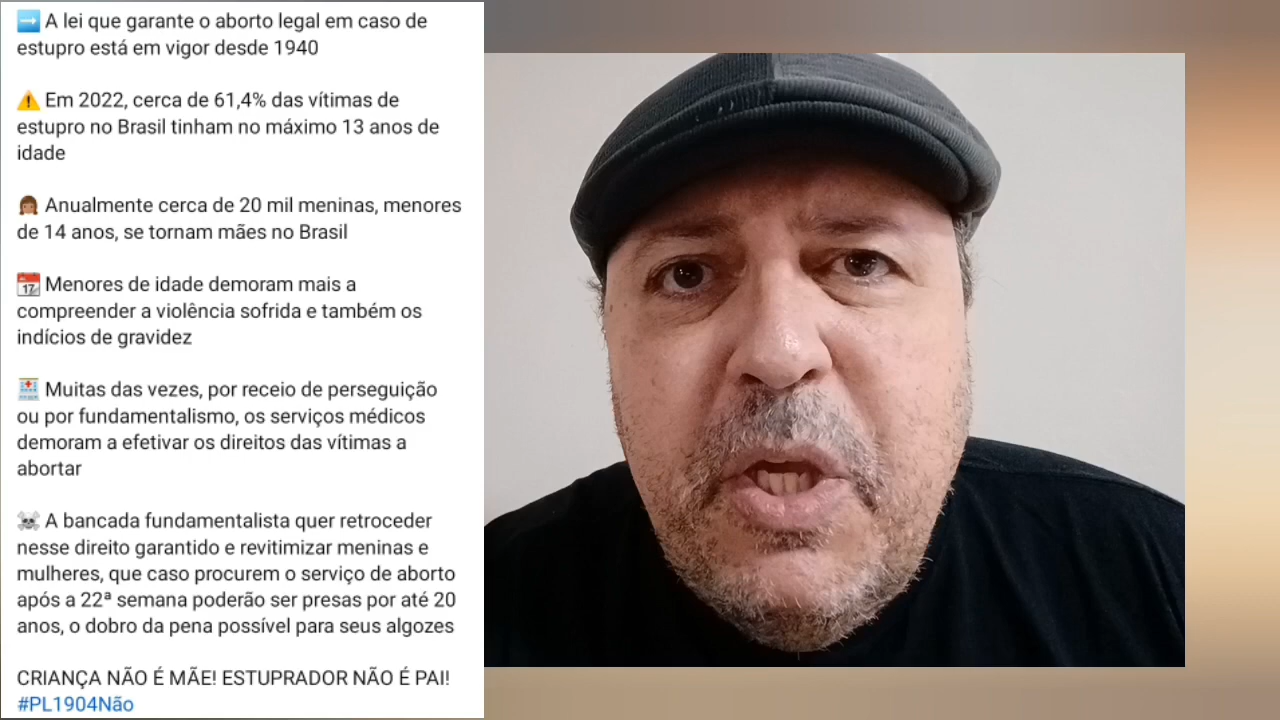 ➡️ A lei que garante o aborto legal em caso de
estupro está em vigor desde 1940
⚠️ Em 2022, cerca de 61,4% das vítimas de
estupro no Brasil tinham no máximo 13 anos de
idade
👩🏾 Anualmente cerca de 20 mil meninas, menores
de 14 anos, se tornam mães no Brasil
📆 Menores de idade demoram mais a
compreender a violência sofrida e também os
indícios de gravidez
🏥 Muitas das vezes, por receio de perseguição
ou por fundamentalismo, os serviços médicos
demoram a efetivar os direitos das vítimas a
abortar
☠️ A bancada fundamentalista quer retroceder
nesse direito garantido e revitimizar meninas e
mulheres, que caso procurem o serviço de aborto
após a 22ª semana poderão ser presas por até 20
anos, o dobro da pena possível para seus algozes
CRIANÇA NÃO É MÃE! ESTUPRADOR NÃO É PAI!
#PL1904Não